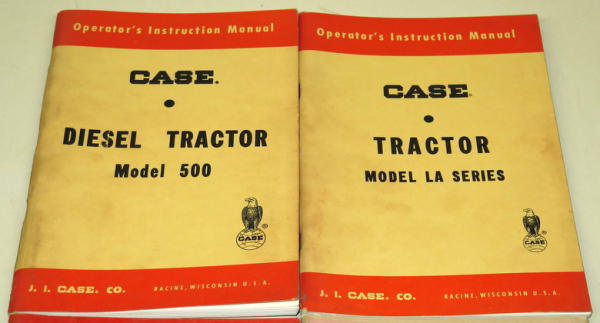 Operator's Instruction Manual
CASE®
DIESEL TRACTOR
Model 500
CASE
®
J. I. CASE. CO.
RACINE, WISCONSIN U.S.A.
Operator's Instruction Manual
CASE®
TRACTOR
MODEL LA SERIES
CASE
®
J. I. CASE. CO.
RACINE, WISCONSIN U.S.A.